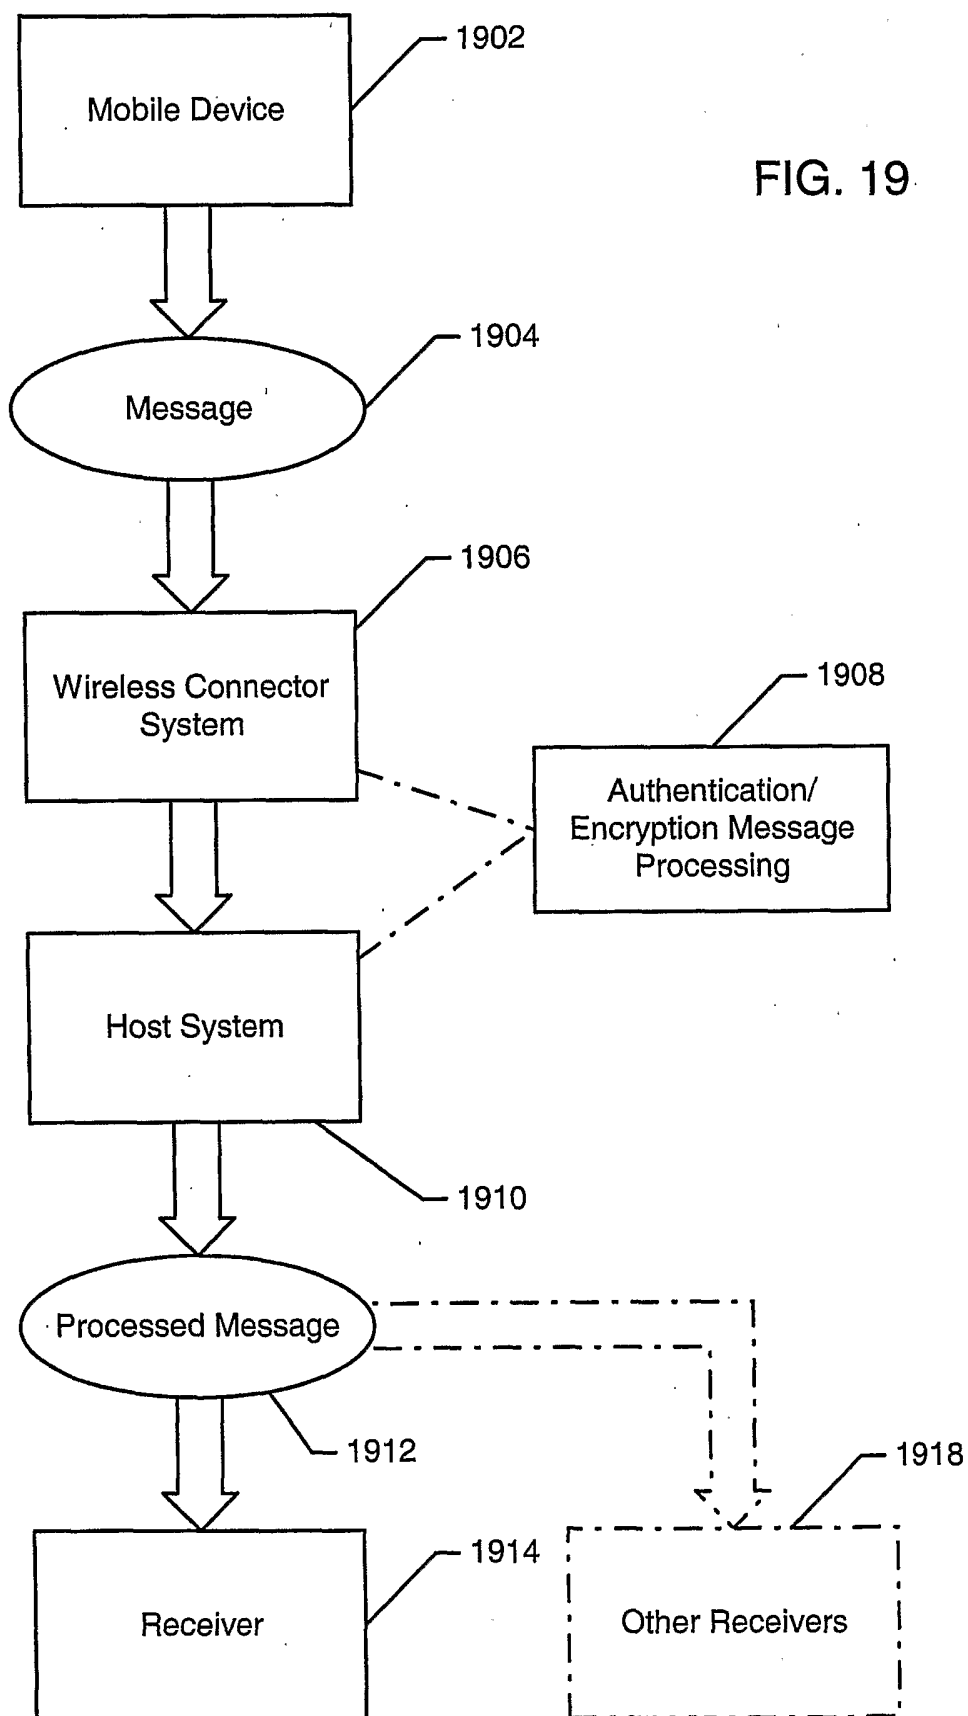 1902
Mobile Device
FIG. 19
1904
Message
1906
Wireless Connector
System
1908
Authentication/
Encryption Message
Processing
Host System
1910
Processed Message
1912
1918
1914
Receiver
Other Receivers